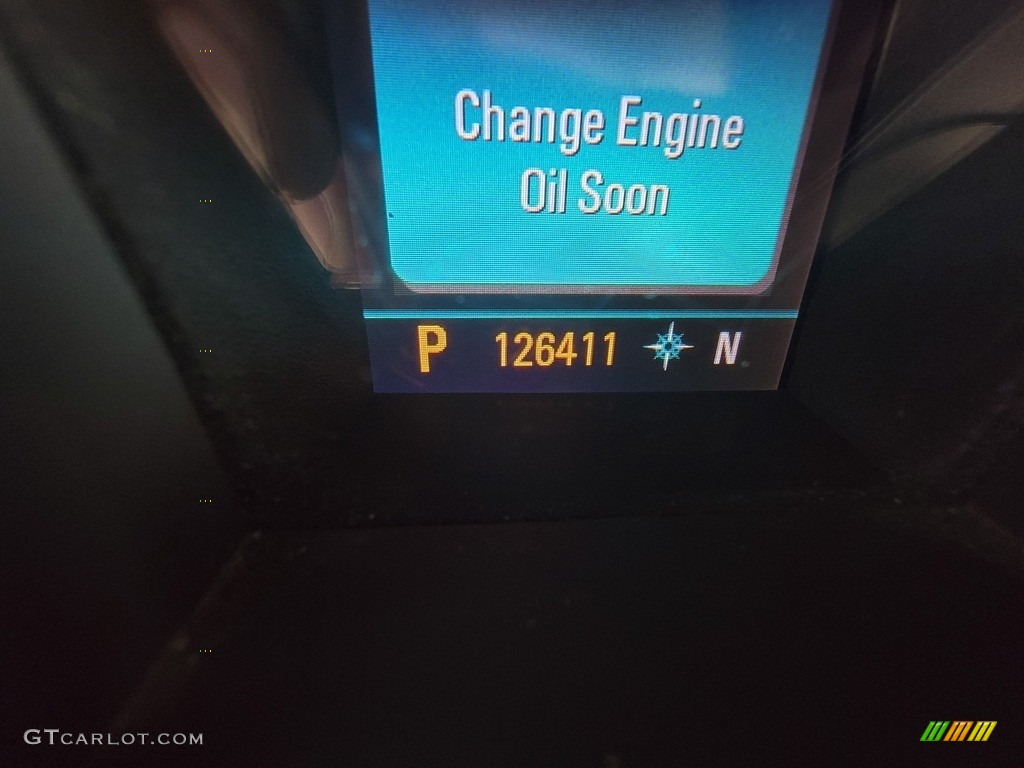 Change Engine
Oil Soon
P 126411 N
GTCARLOT.COM